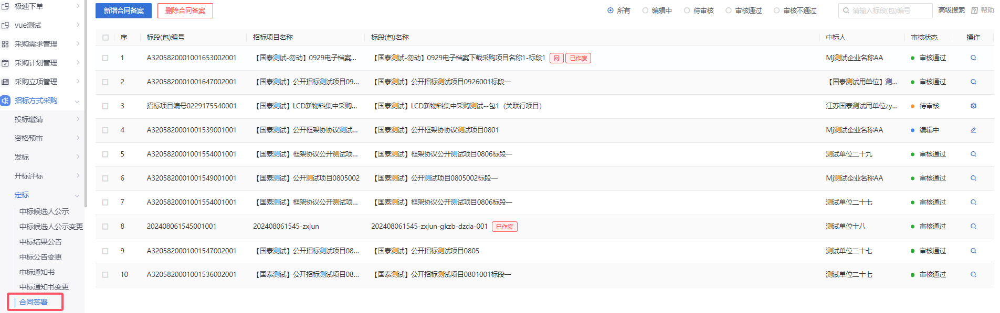 极速下单
vue测试
采购需求管理
采购计划管理
采购立项管理
招标方式采购
投标邀请
资格预审
发标
开标评标
定标
中标候选人公示
中标候选人公示变更
中标结果公告
中标公告变更
中标通知书
中标通知书变更
合同签署
新增合同备案 删除合同备案 所有 编辑中 待审核 审核通过 审核不通过 请输入标段(包)编号 高级搜索 帮助
序 标段(包)编号 招标项目名称 标段(包)名称 中标人 审核状态 操作
1 A3205820001001653002001 【国泰测试-勿动】0929电子档案... 【国泰测试-勿动】0929电子档案下载采购项目名称1-标段1 网 已作废 Mj测试企业名称AA 审核通过
2 A3205820001001647002001 【国泰测试】公开招标测试项目09... 【国泰测试】公开招标测试项目0926001标段一 【国泰测试用单位】测... 审核通过
3 招标项目编号0229175540001 【国泰测试】LCD新物料集中采购... 【国泰测试】LCD新物料集中采购测试--包1（关联行项目） 江苏国泰测试用单位zy... 待审核
4 A3205820001001539001001 【国泰测试】公开框架协协议测试... 【国泰测试】公开框架协协议测试项目0801 Mj测试企业名称AA 编辑中
5 A3205820001001554001001 【国泰测试】框架协议公开测试项... 【国泰测试】框架协议公开测试项目0806标段一 测试单位二十九 审核通过
6 A3205820001001549001001 【国泰测试】公开测试项目0805002 【国泰测试】公开测试项目0805002标段一 Mj测试企业名称AA 审核通过
7 A3205820001001554001001 【国泰测试】框架协议公开测试项... 【国泰测试】框架协议公开测试项目0806标段一 测试单位二十七 审核通过
8 202408061545001001 202408061545-zxjun 202408061545-zxjun-gkzb-dzda-001 已作废 测试单位十八 审核通过
9 A3205820001001547002001 【国泰测试】公开招标测试项目08... 【国泰测试】公开招标测试项目0805 测试单位二十七 审核通过
10 A3205820001001536002001 【国泰测试】公开招标测试项目08... 【国泰测试】公开招标测试项目0801001标段一 测试单位二十七 审核通过